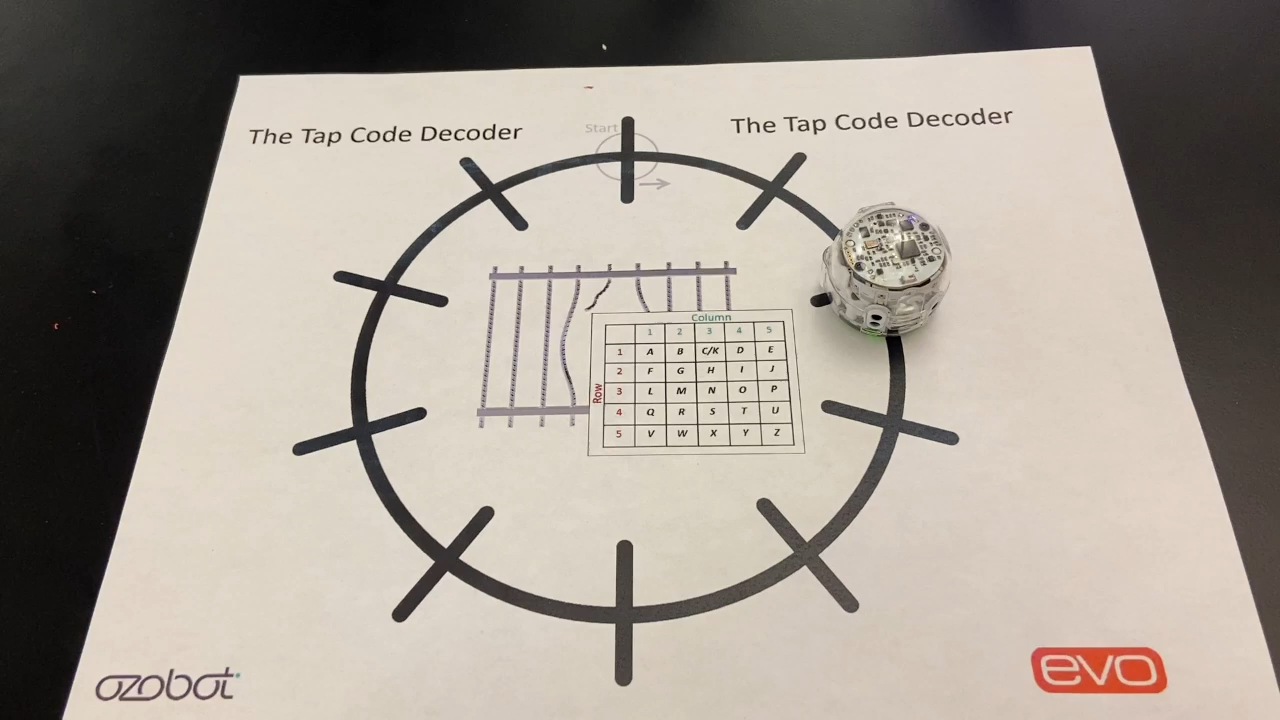 The Tap Code Decoder
The Tap Code Decoder
Start
Column
1 2 3 4 5
Row
1 A B C/K D E
2 F G H I J
3 L M N O P
4 Q R S T U
5 V W X Y Z
ozobot
evo